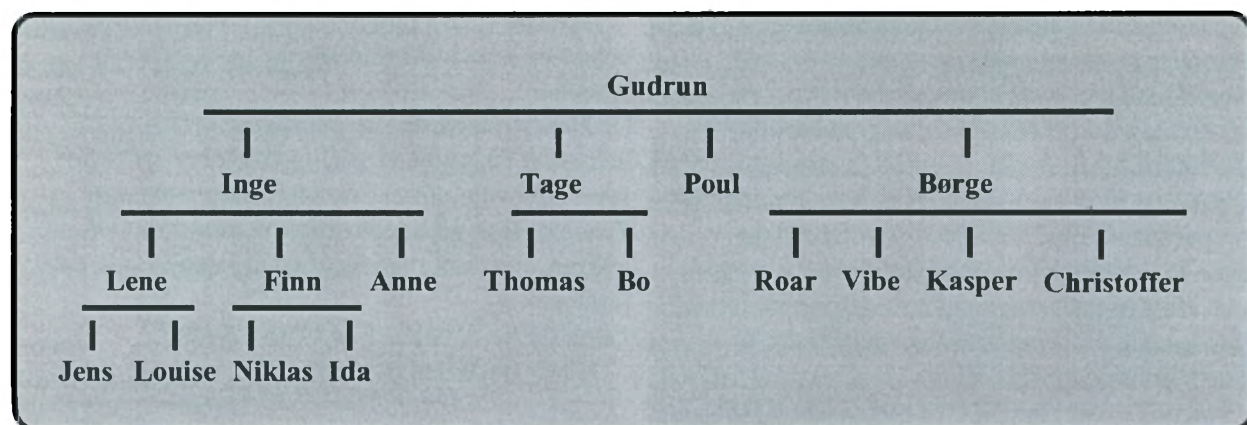 Gudrun
Inge Tage Poul Børge
Lene Finn Anne Thomas Bo Roar Vibe Kasper Christoffer
Jens Louise Niklas Ida